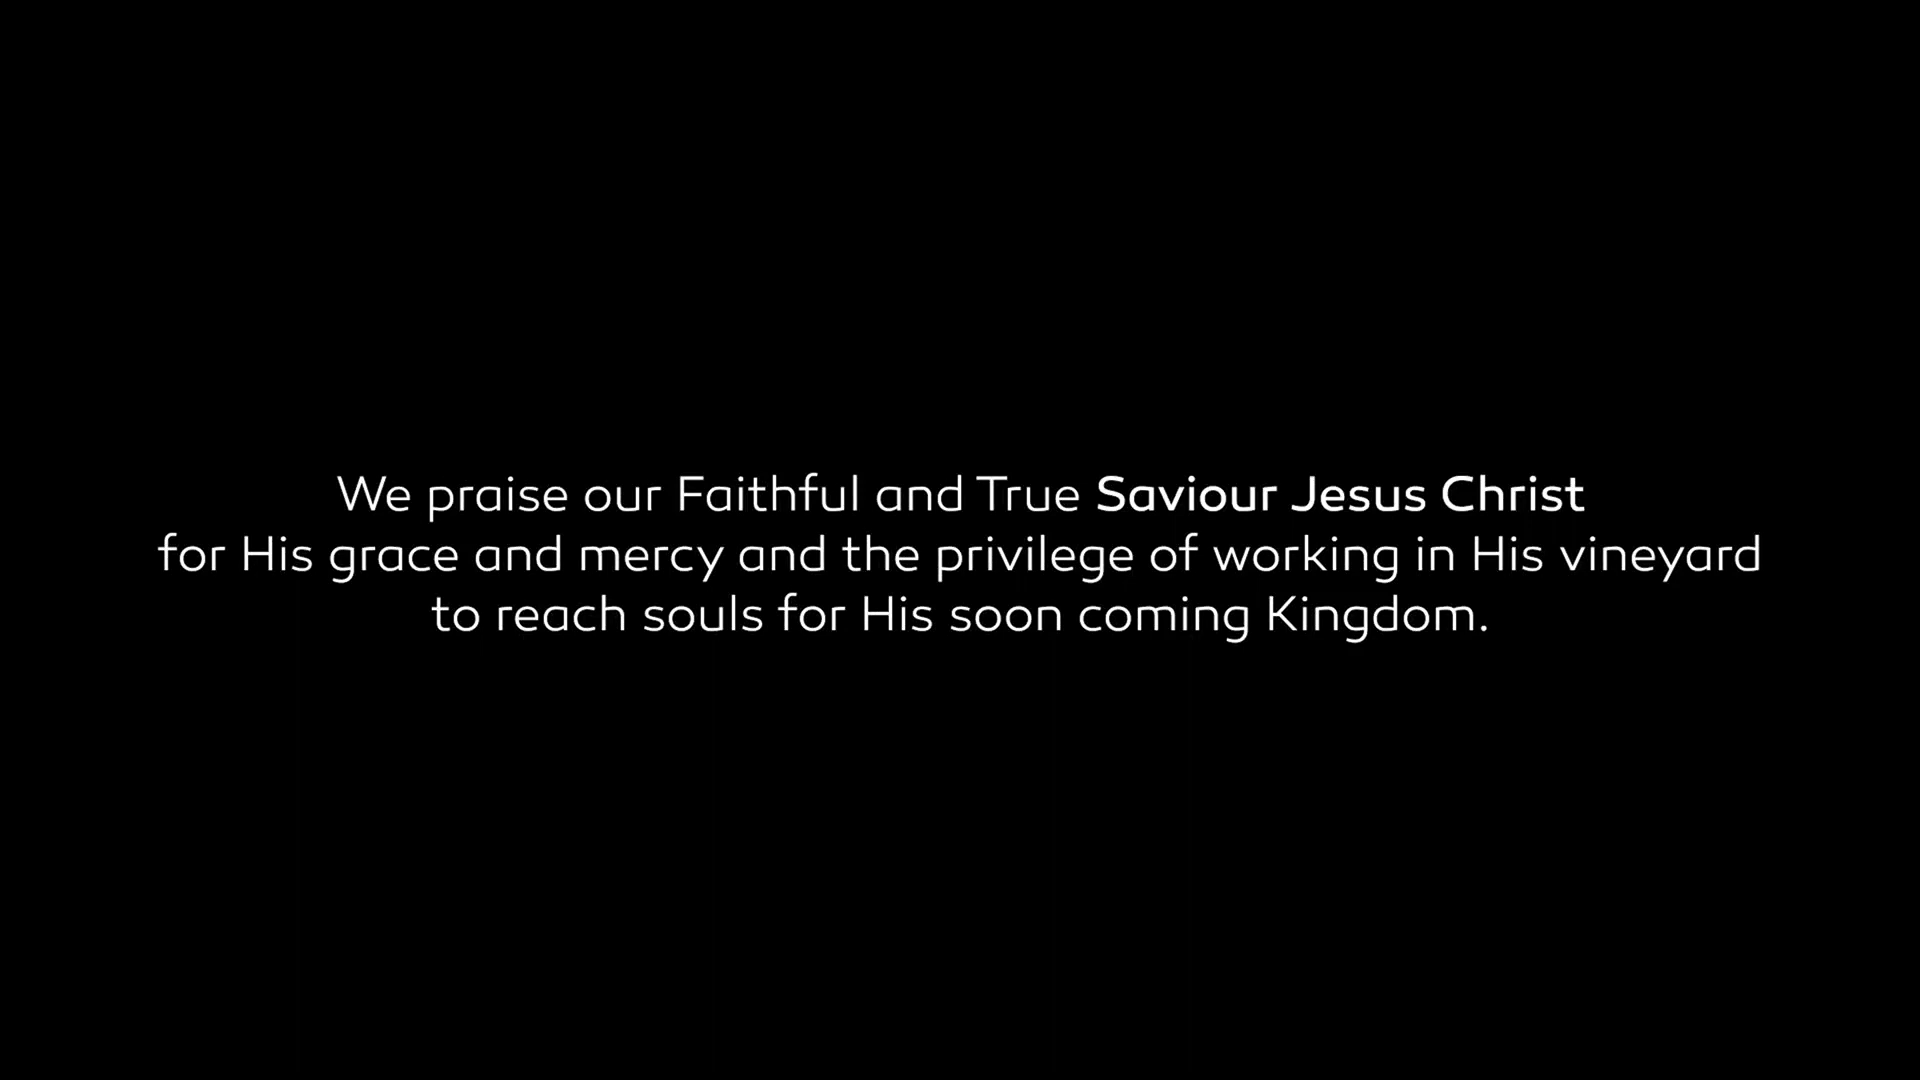 We praise our Faithful and True Saviour Jesus Christ
for His grace and mercy and the privilege of working in His vineyard
to reach souls for His soon coming Kingdom.